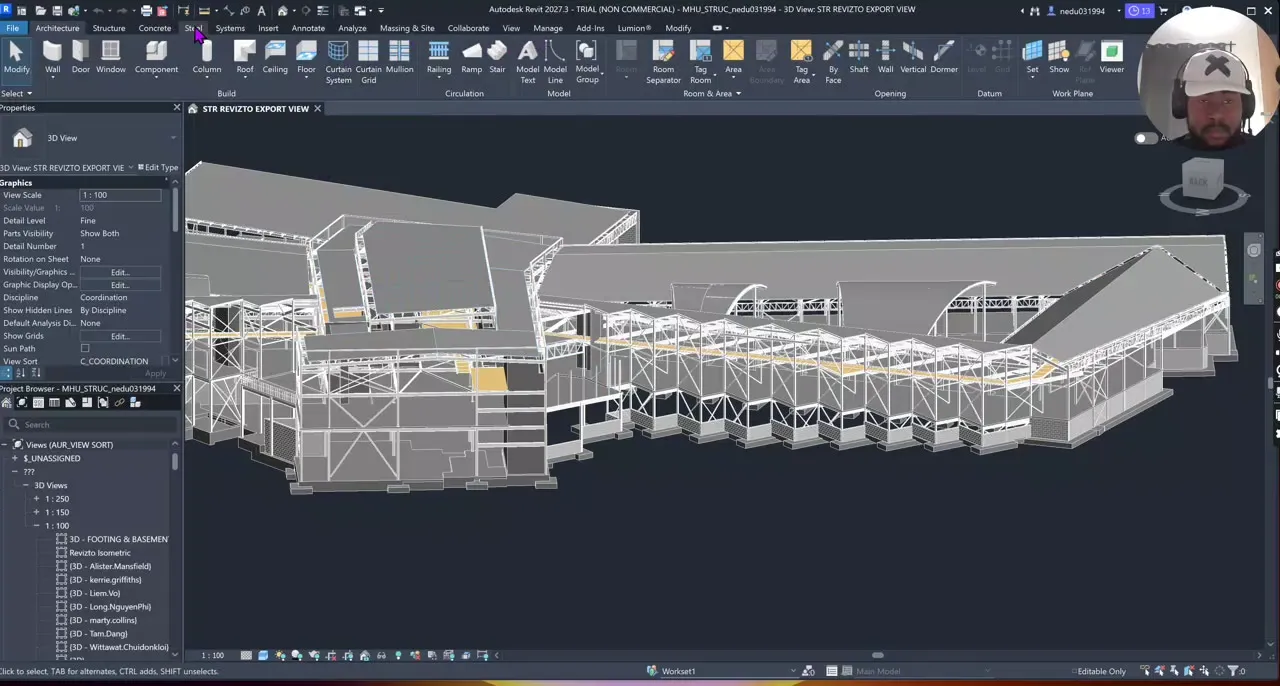 Autodesk Revit 2027.3 - TRIAL (NON COMMERCIAL) - MHU_STRUC_nedu031994 - 3D View: STR REVIZTO EXPORT VIEW
nedu031994
13
File Architecture Structure Concrete Steel Systems Insert Annotate Analyze Massing & Site Collaborate View Manage Add-Ins Lumion® Modify
Modify Wall Door Window Component Column Roof Ceiling Floor Curtain System Curtain Grid Mullion Railing Ramp Stair Model Text Model Line Model Group Room Room Separator Tag Room Area Area Boundary Tag Area By Face Shaft Wall Vertical Dormer Level Grid Set Show Ref Plane Viewer
Select Build Circulation Model Room & Area Opening Datum Work Plane
Properties
STR REVIZTO EXPORT VIEW
3D View
BACK
W
3D View: STR REVIZTO EXPORT VIE Edit Type
Graphics
View Scale 1 : 100
Scale Value 1: 100
Detail Level Fine
Parts Visibility Show Both
Detail Number 1
Rotation on Sheet None
Visibility/Graphics ... Edit...
Graphic Display Op... Edit...
Discipline Coordination
Show Hidden Lines By Discipline
Default Analysis Di... None
Show Grids Edit...
Sun Path
View Sort C_COORDINATION
Apply
Project Browser - MHU_STRUC_nedu031994
Search
Views (AUR_VIEW SORT)
$_UNASSIGNED
???
3D Views
1 : 250
1 : 150
1 : 100
3D - FOOTING & BASEMEN
Revizto Isometric
{3D - Alister.Mansfield}
{3D - kerrie.griffiths}
{3D - Liem.Vo}
{3D - Long.NguyenPhi}
{3D - marty.collins}
{3D - Tam.Dang}
{3D - Wittawat.Chuidonkloi}
1 : 100
Click to select, TAB for alternates, CTRL adds, SHIFT unselects.
Workset1
Main Model
Editable Only
:0